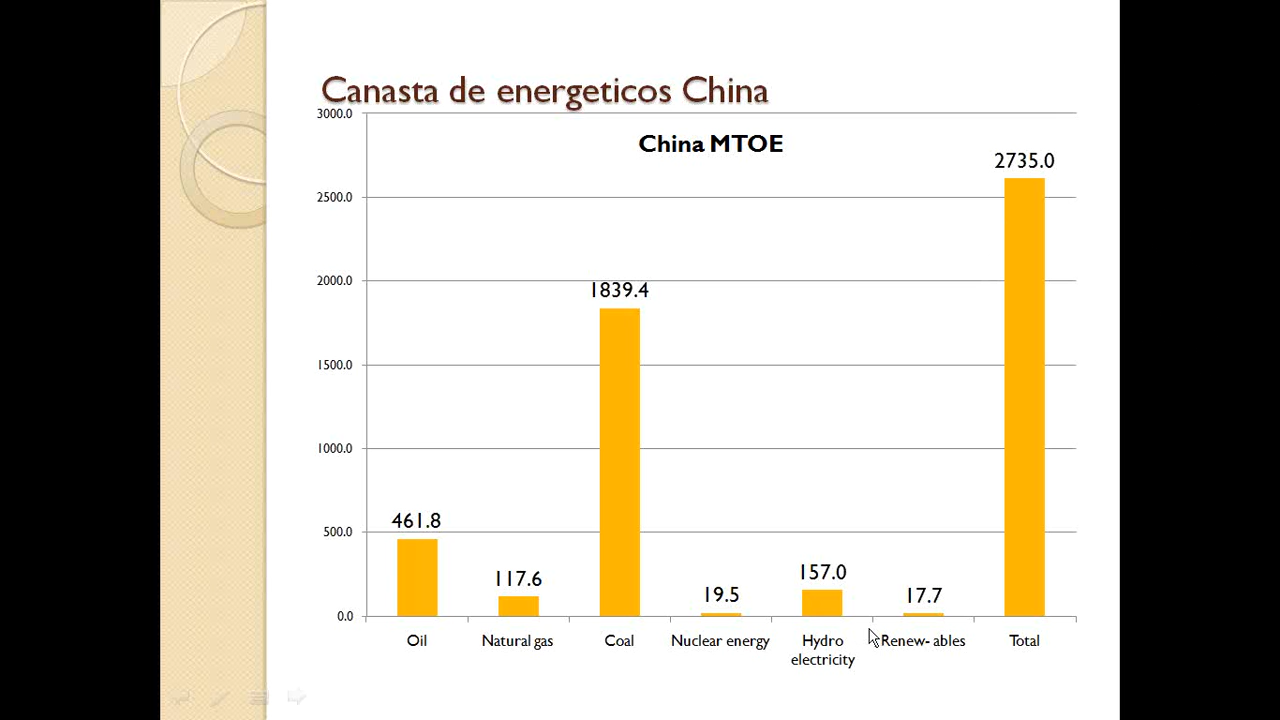 Canasta de energeticos China
China MTOE
3000.0
2500.0
2000.0
1500.0
1000.0
500.0
0.0
461.8
117.6
1839.4
19.5
157.0
17.7
2735.0
Oil
Natural gas
Coal
Nuclear energy
Hydro
electricity
Renew- ables
Total